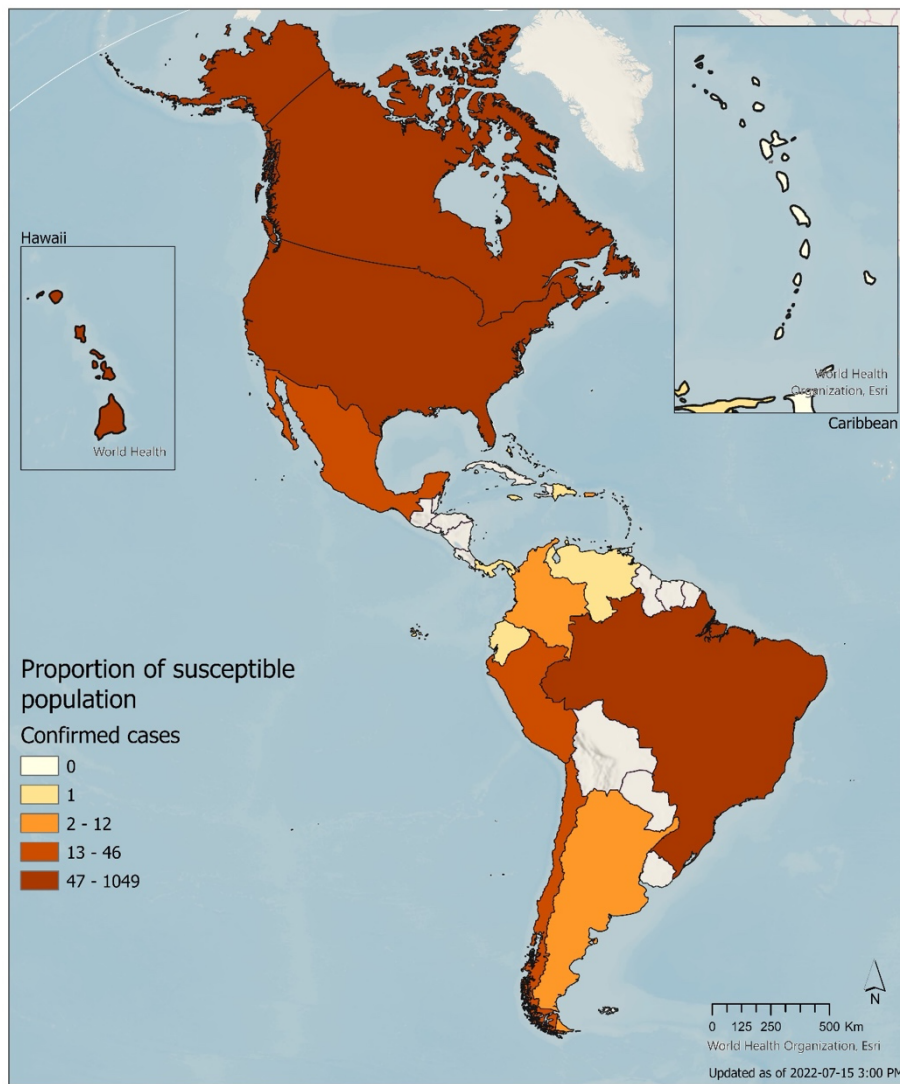 Hawaii
World Health
World Health
Organization, Esri
Caribbean
Proportion of susceptible
population
Confirmed cases
0
1
2 - 12
13 - 46
47 - 1049
N
0 125 250 500 Km
World Health Organization, Esri
Updated as of 2022-07-15 3:00 PM